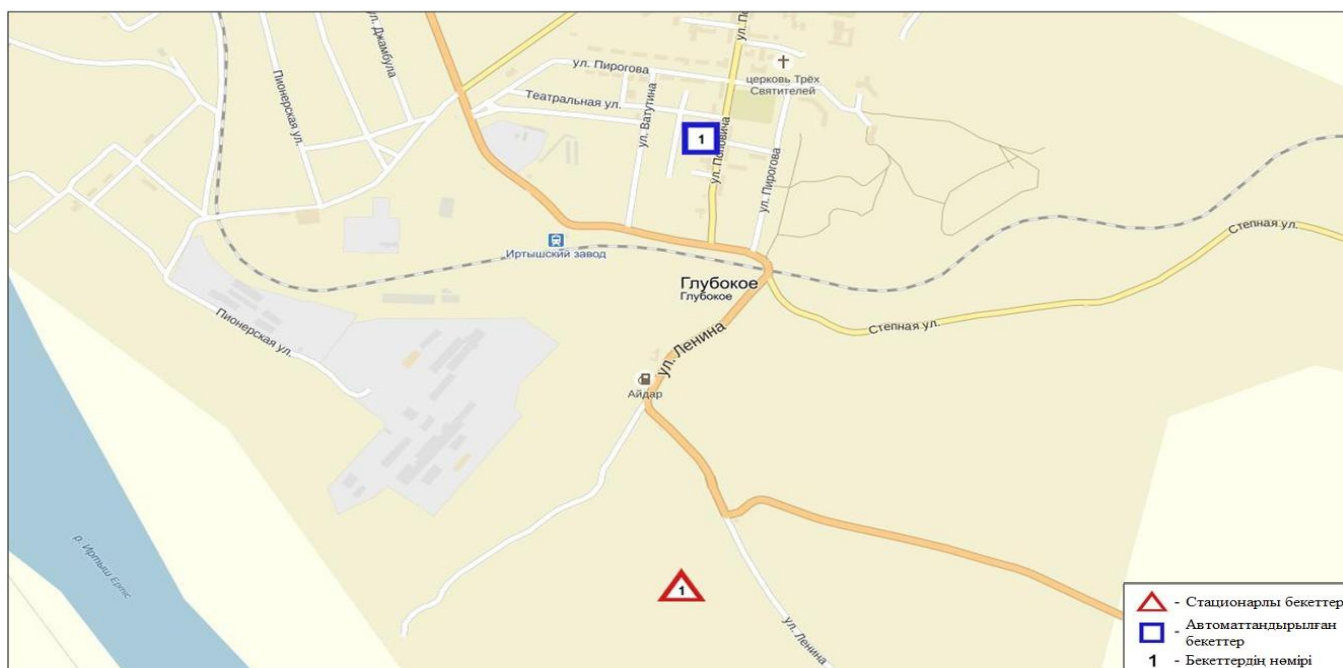 ул. По
ул. Джамбула
Пионерская ул.
ул. Пирогова
церковь Трёх
Святителей
Театральная ул.
ул. Ватутина
1
ул. Поповича
ул. Пирогова
Степная ул.
Иртышский завод
Глубокое
Глубокое
Пионерская ул.
Степная ул.
ул. Ленина
Айдар
р. Иртыш Ертіс
1
ул. Ленина
- Стационарлы бекеттер
- Автоматтандырылған
бекеттер
1 - Бекеттердің нөмірі